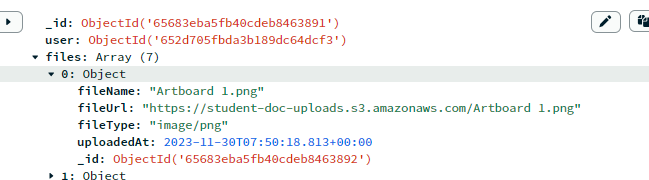 _id: ObjectId('65683eba5fb40cdeb8463891')
user: ObjectId('652d705fbda3b189dc64dcf3')
files: Array (7)
0: Object
fileName: "Artboard 1.png"
fileUrl: "https://student-doc-uploads.s3.amazonaws.com/Artboard 1.png"
fileType: "image/png"
uploadedAt: 2023-11-30T07:50:18.813+00:00
_id: ObjectId('65683eba5fb40cdeb8463892')
1: Object